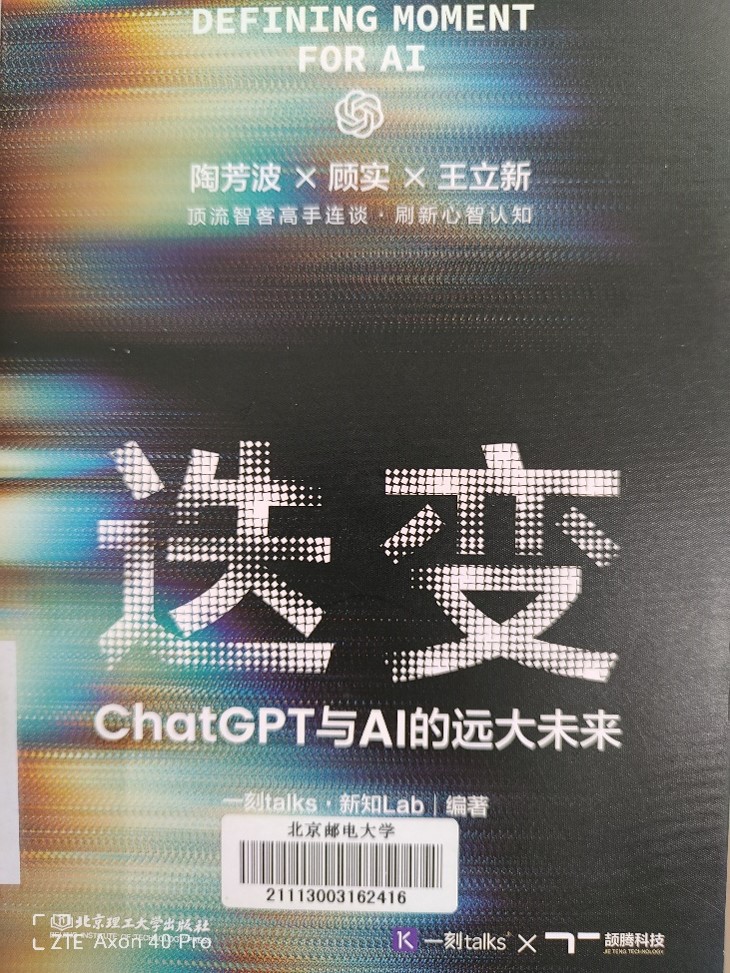 DEFINING MOMENT
FOR AI
陶芳波 × 顾实 × 王立新
顶流智客高手连谈·刷新心智认知
迭变
ChatGPT与AI的远大未来
一刻talks·新知Lab|编著
北京邮电大学
21113003162416
北京理工大学出版社
ZTE Axon 40 Pro
一刻talks × 颉腾科技
JIE TENG TECHNOLOGY